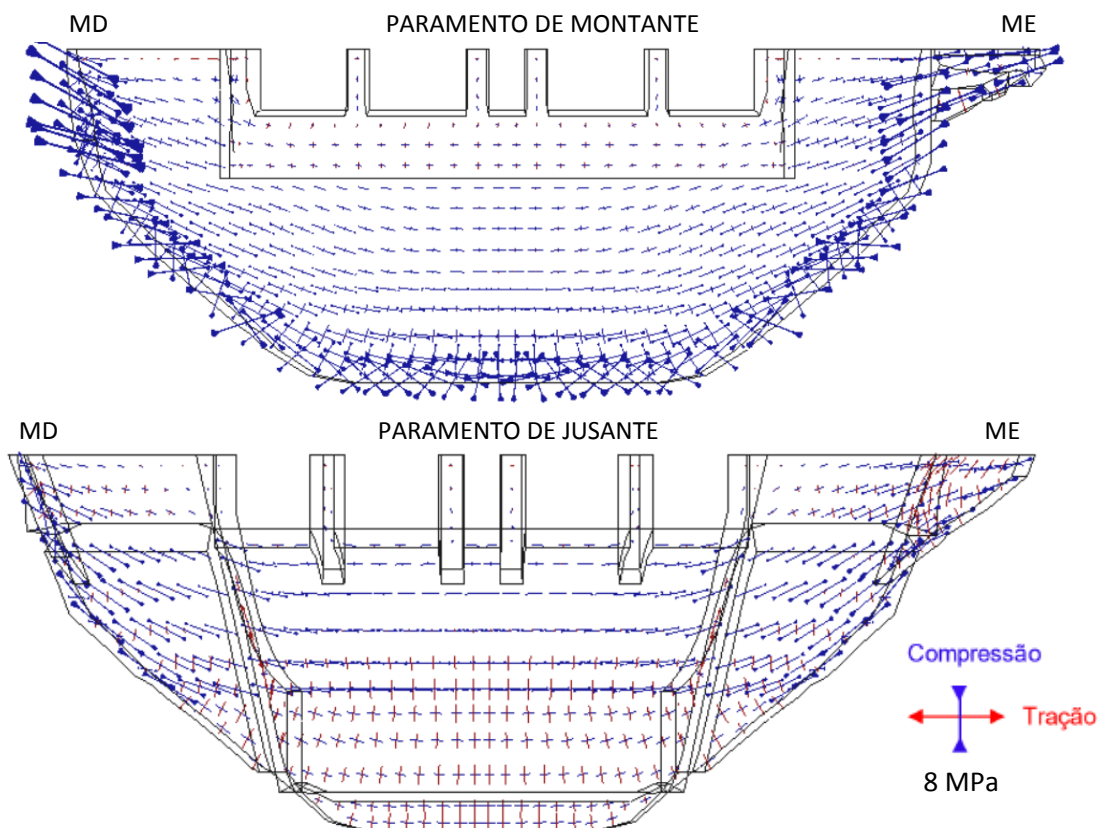 MD PARAMENTO DE MONTANTE ME
MD PARAMENTO DE JUSANTE ME
Compressão
Tração
8 MPa